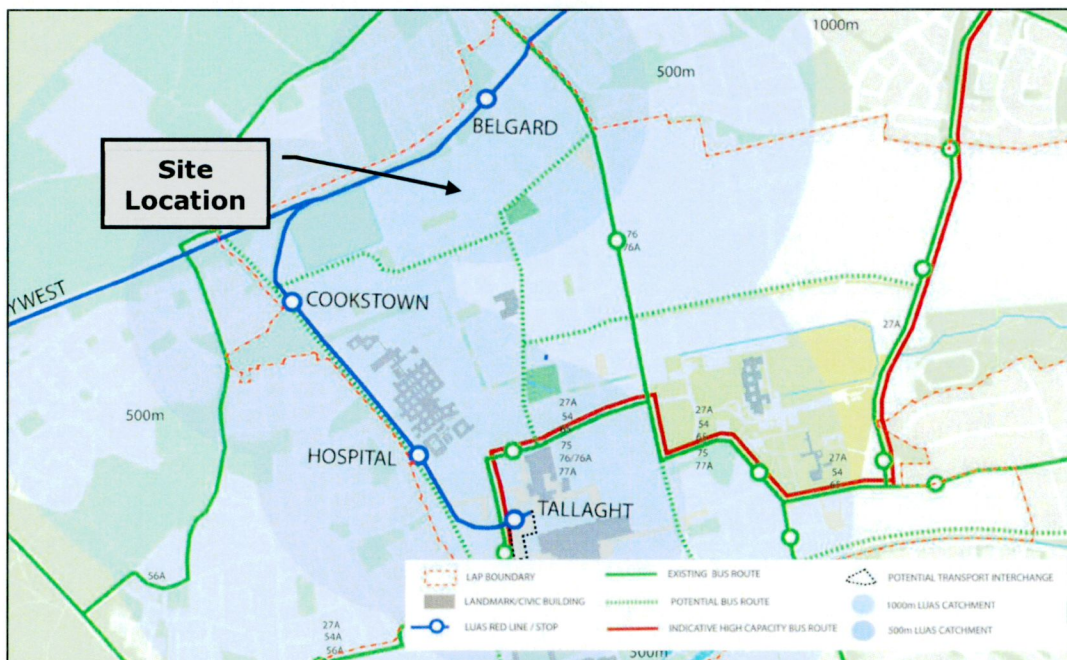 1000m
500m
BELGARD
Site
Location
76
76A
YWEST
COOKSTOWN
27A
500m
27A
54
65
27A
54
65
HOSPITAL
75
76/76A
77A
75
77A
27A
54
65
TALLAGHT
56A
27A
54A
56A
LAP BOUNDARY
EXISTING BUS ROUTE
POTENTIAL TRANSPORT INTERCHANGE
LANDMARK/CIVIC BUILDING
POTENTIAL BUS ROUTE
1000m LUAS CATCHMENT
LUAS RED LINE / STOP
INDICATIVE HIGH CAPACITY BUS ROUTE
500m LUAS CATCHMENT
500m